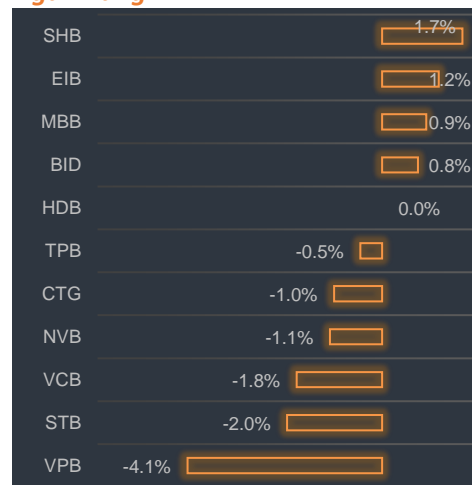 SHB 1.7%
EIB 1.2%
MBB 0.9%
BID 0.8%
HDB 0.0%
TPB -0.5%
CTG -1.0%
NVB -1.1%
VCB -1.8%
STB -2.0%
VPB -4.1%